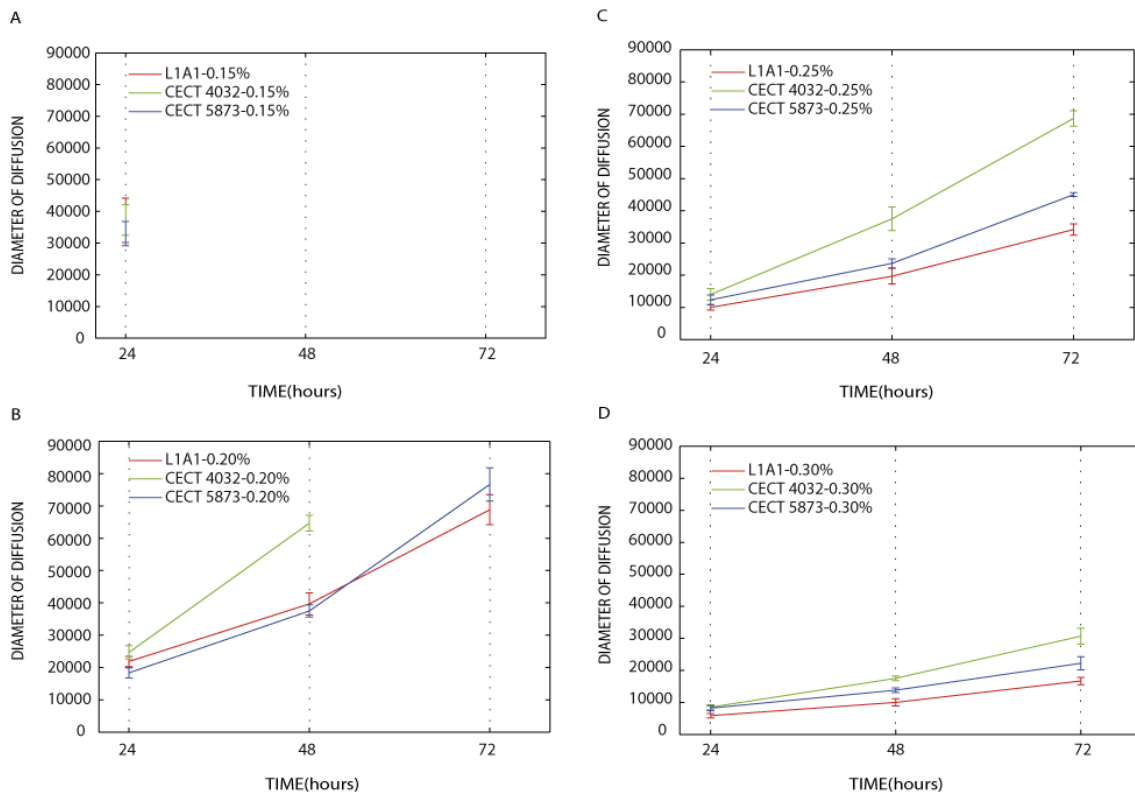 A
90000
80000
70000
60000
50000
40000
30000
20000
10000
0
DIAMETER OF DIFFUSION
L1A1-0.15%
CECT 4032-0.15%
CECT 5873-0.15%
24 48 72
TIME(hours)
B
90000
80000
70000
60000
50000
40000
30000
20000
10000
0
DIAMETER OF DIFFUSION
L1A1-0.20%
CECT 4032-0.20%
CECT 5873-0.20%
24 48 72
TIME(hours)
C
90000
80000
70000
60000
50000
40000
30000
20000
10000
0
DIAMETER OF DIFFUSION
L1A1-0.25%
CECT 4032-0.25%
CECT 5873-0.25%
24 48 72
TIME(hours)
D
90000
80000
70000
60000
50000
40000
30000
20000
10000
0
DIAMETER OF DIFFUSION
L1A1-0.30%
CECT 4032-0.30%
CECT 5873-0.30%
24 48 72
TIME(hours)